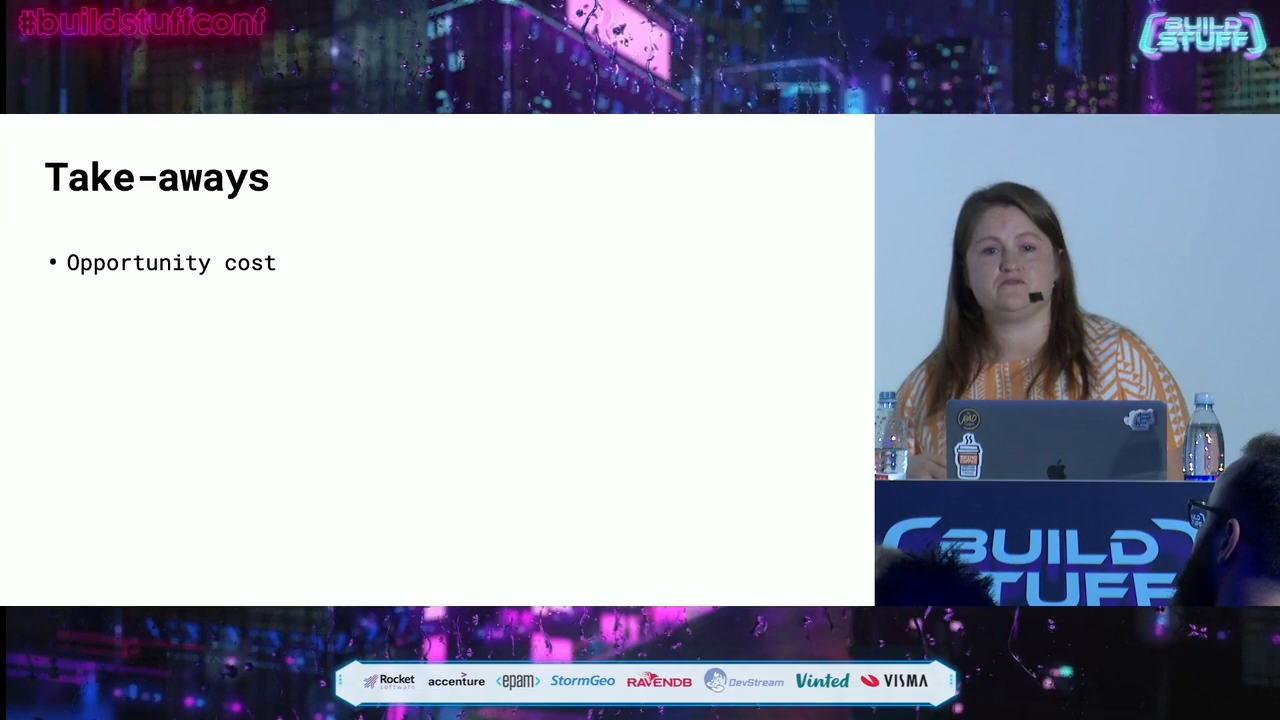 #buildstuffconf
BUILD
STUFF
Take-aways
• Opportunity cost
BUILD
STUFF
Rocket
software
accenture
<epam>
StormGeo
RAVENDB
DevStream
Vinted
VISMA